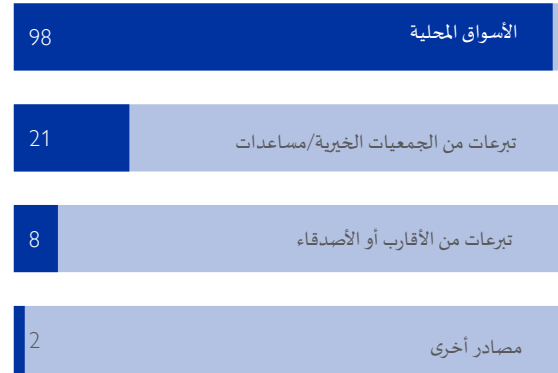 الأسواق المحلية
98
تبرعات من الجمعيات الخيرية/مساعدات
21
تبرعات من الأقارب أو الأصدقاء
8
مصادر أخرى
2